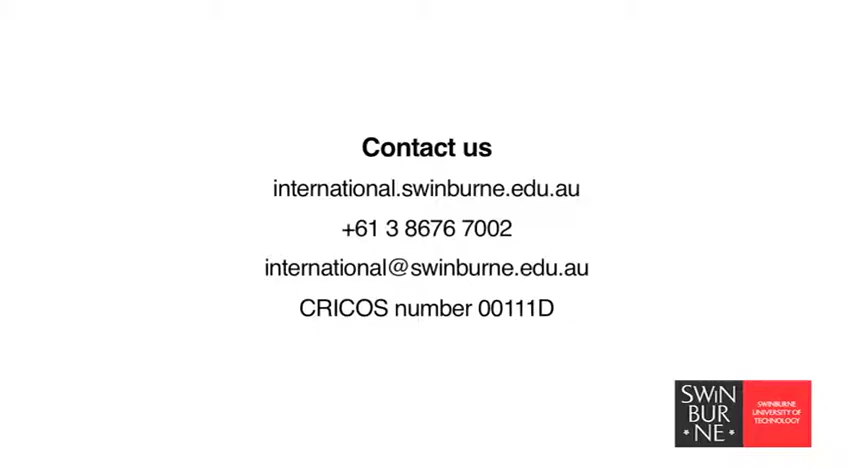 Contact us
international.swinburne.edu.au
+61 3 8676 7002
international@swinburne.edu.au
CRICOS number 00111D
SWiN
BUR
NE
SWINBURNE
UNIVERSITY OF
TECHNOLOGY